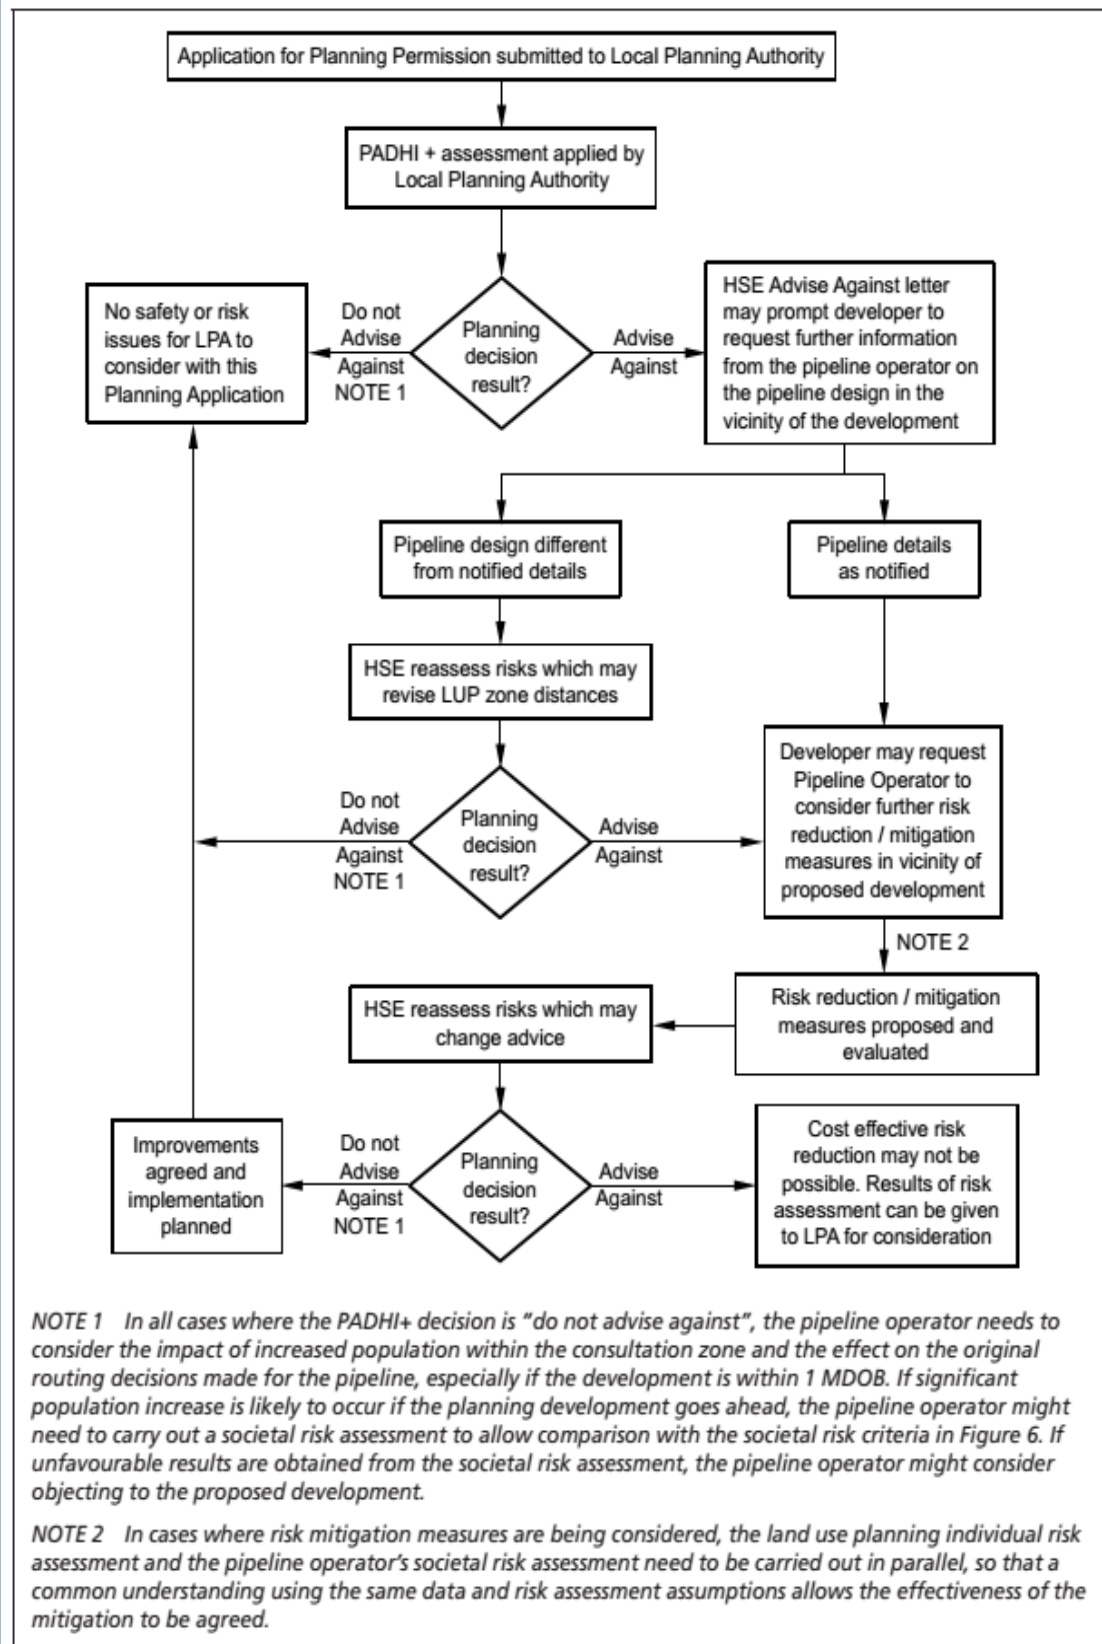 Application for Planning Permission submitted to Local Planning Authority
PADHI + assessment applied by
Local Planning Authority
No safety or risk
issues for LPA to
consider with this
Planning Application
Do not
Advise
Against
NOTE 1
Planning
decision
result?
Advise
Against
HSE Advise Against letter
may prompt developer to
request further information
from the pipeline operator on
the pipeline design in the
vicinity of the development
Pipeline design different
from notified details
Pipeline details
as notified
HSE reassess risks which may
revise LUP zone distances
Do not
Advise
Against
NOTE 1
Planning
decision
result?
Advise
Against
Developer may request
Pipeline Operator to
consider further risk
reduction / mitigation
measures in vicinity of
proposed development
NOTE 2
HSE reassess risks which may
change advice
Risk reduction / mitigation
measures proposed and
evaluated
Improvements
agreed and
implementation
planned
Do not
Advise
Against
NOTE 1
Planning
decision
result?
Advise
Against
Cost effective risk
reduction may not be
possible. Results of risk
assessment can be given
to LPA for consideration
NOTE 1 In all cases where the PADHI+ decision is "do not advise against", the pipeline operator needs to
consider the impact of increased population within the consultation zone and the effect on the original
routing decisions made for the pipeline, especially if the development is within 1 MDOB. If significant
population increase is likely to occur if the planning development goes ahead, the pipeline operator might
need to carry out a societal risk assessment to allow comparison with the societal risk criteria in Figure 6. If
unfavourable results are obtained from the societal risk assessment, the pipeline operator might consider
objecting to the proposed development.
NOTE 2 In cases where risk mitigation measures are being considered, the land use planning individual risk
assessment and the pipeline operator's societal risk assessment need to be carried out in parallel, so that a
common understanding using the same data and risk assessment assumptions allows the effectiveness of the
mitigation to be agreed.